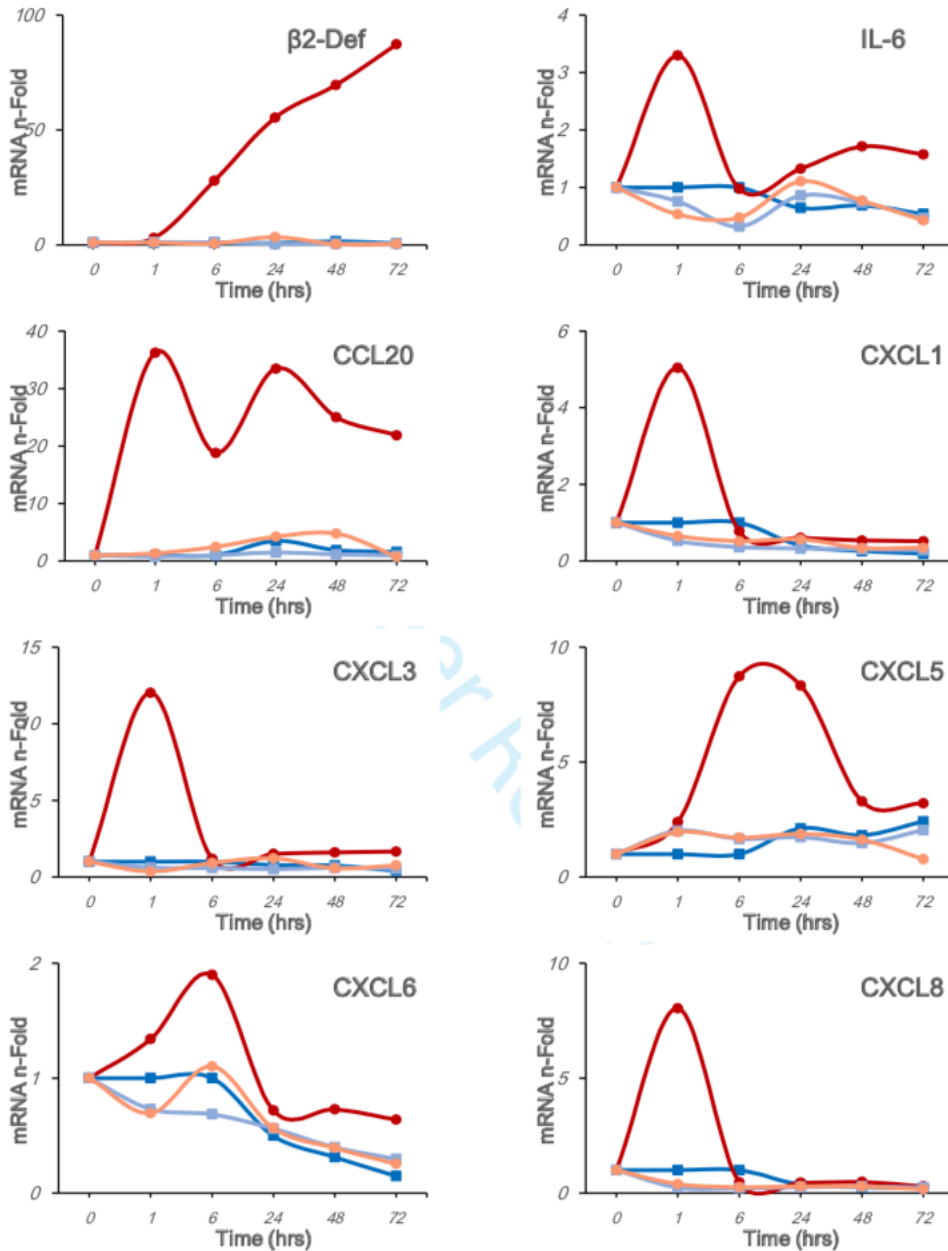 β2-Def
mRNA n-Fold
100
50
0
0 1 6 24 48 72
Time (hrs)
IL-6
mRNA n-Fold
4
3
2
1
0
0 1 6 24 48 72
Time (hrs)
CCL20
mRNA n-Fold
40
30
20
10
0
0 1 6 24 48 72
Time (hrs)
CXCL1
mRNA n-Fold
6
4
2
0
0 1 6 24 48 72
Time (hrs)
CXCL3
mRNA n-Fold
15
10
5
0
0 1 6 24 48 72
Time (hrs)
CXCL5
mRNA n-Fold
10
5
0
0 1 6 24 48 72
Time (hrs)
CXCL6
mRNA n-Fold
2
1
0
0 1 6 24 48 72
Time (hrs)
CXCL8
mRNA n-Fold
10
5
0
0 1 6 24 48 72
Time (hrs)